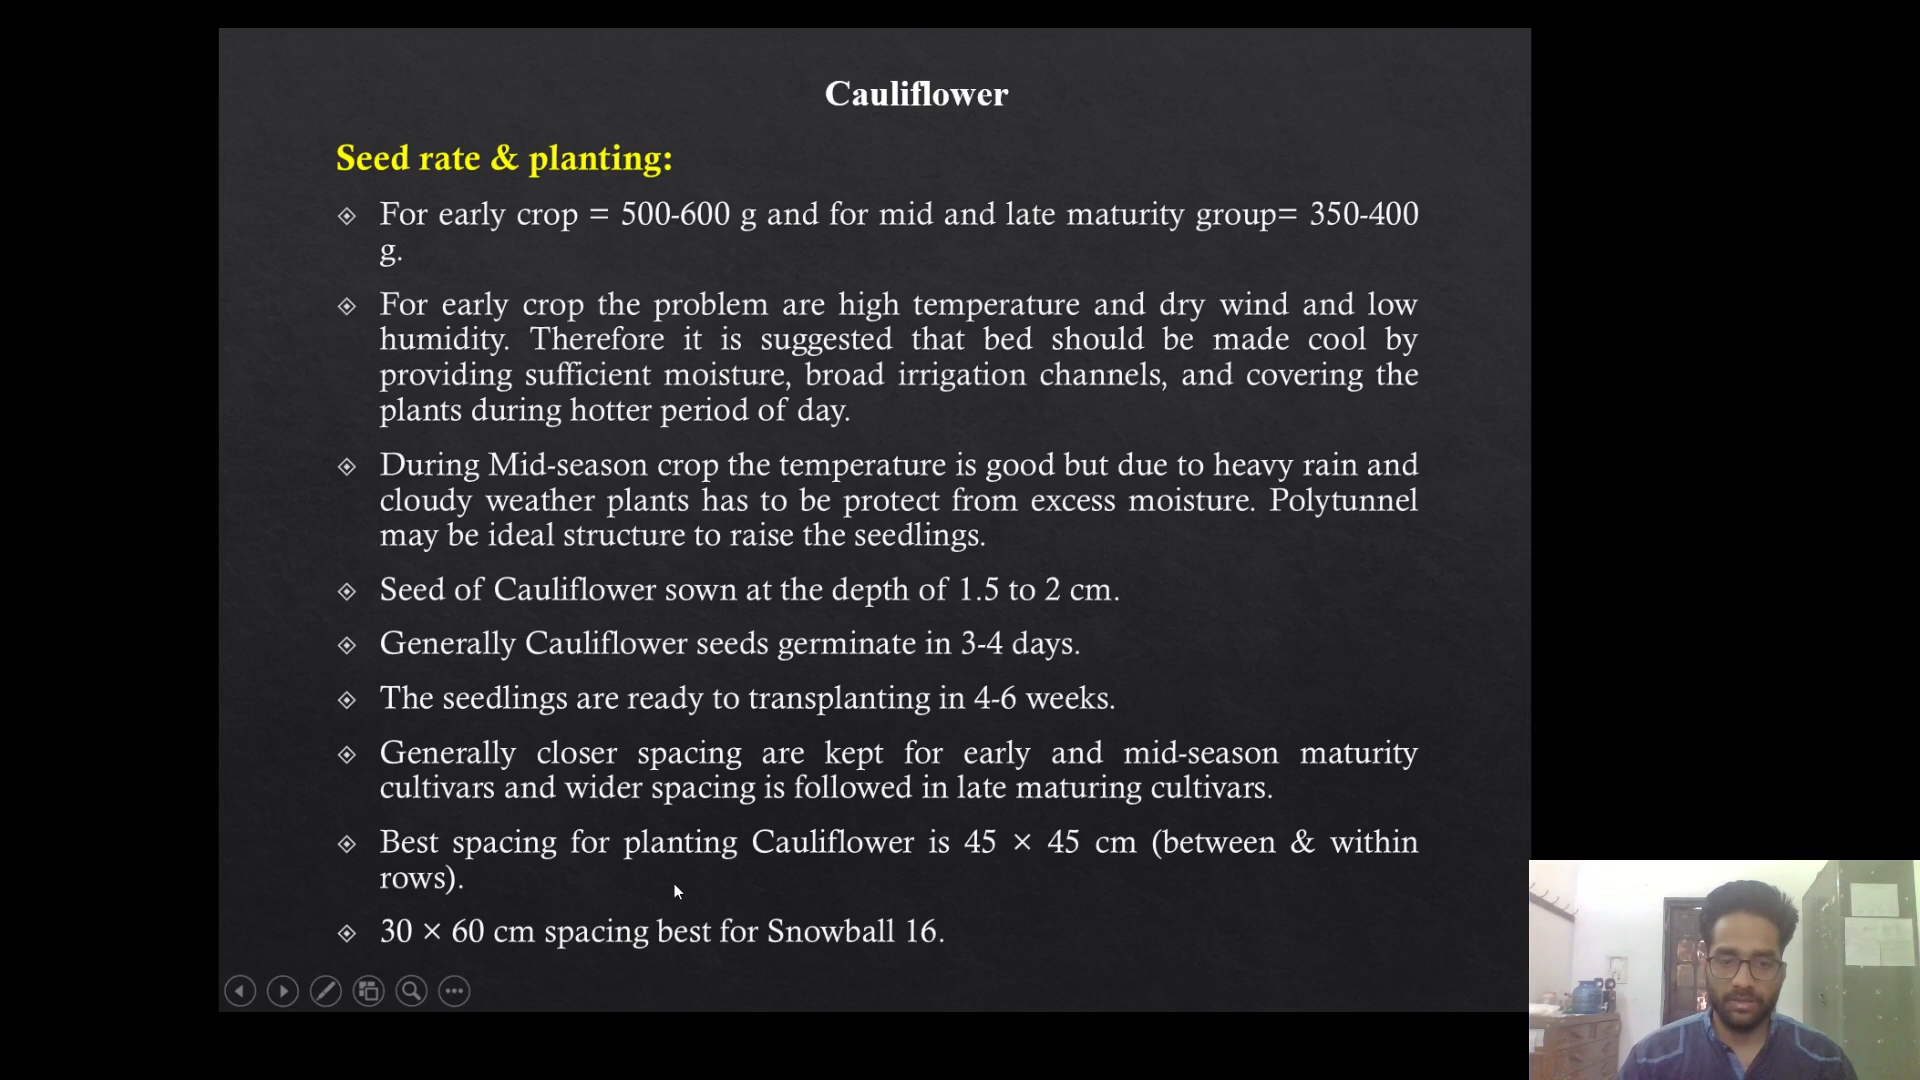 Cauliflower
Seed rate & planting:
For early crop = 500-600 g and for mid and late maturity group= 350-400
g.
For early crop the problem are high temperature and dry wind and low
humidity. Therefore it is suggested that bed should be made cool by
providing sufficient moisture, broad irrigation channels, and covering the
plants during hotter period of day.
During Mid-season crop the temperature is good but due to heavy rain and
cloudy weather plants has to be protect from excess moisture. Polytunnel
may be ideal structure to raise the seedlings.
Seed of Cauliflower sown at the depth of 1.5 to 2 cm.
Generally Cauliflower seeds germinate in 3-4 days.
The seedlings are ready to transplanting in 4-6 weeks.
Generally closer spacing are kept for early and mid-season maturity
cultivars and wider spacing is followed in late maturing cultivars.
Best spacing for planting Cauliflower is 45 × 45 cm (between & within
rows).
30 × 60 cm spacing best for Snowball 16.